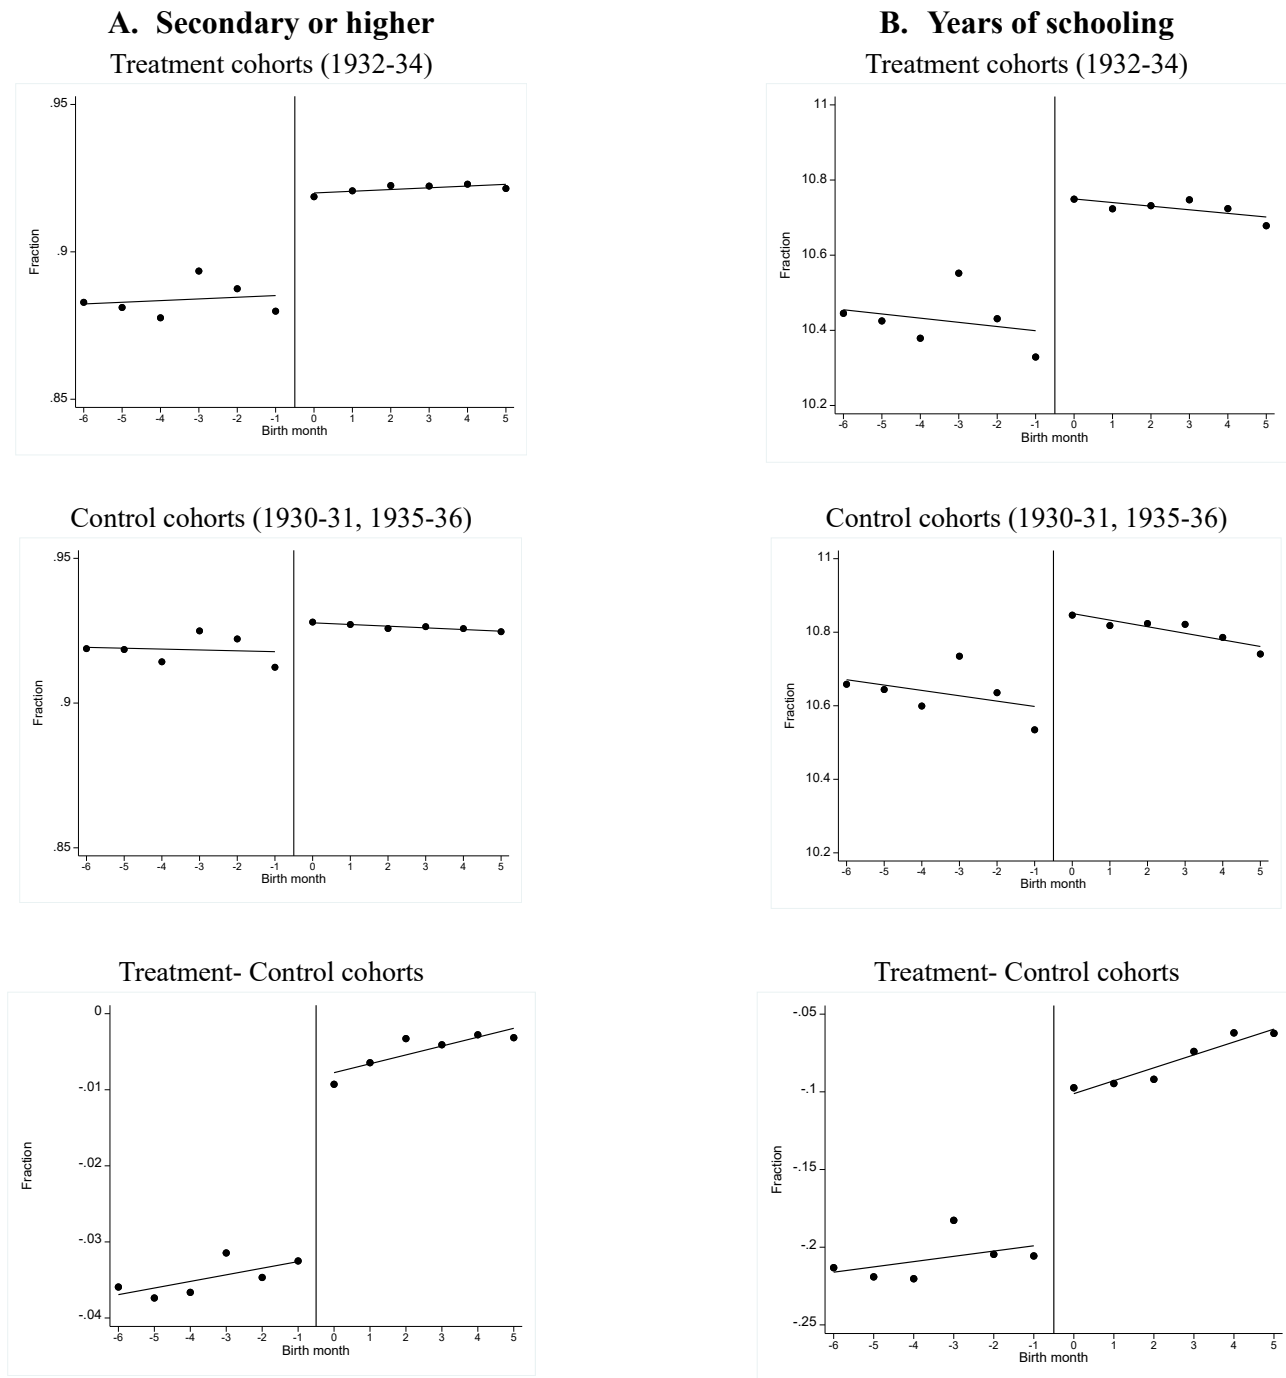 A. Secondary or higher
Treatment cohorts (1932-34)
.95
.9
.85
Fraction
-6 -5 -4 -3 -2 -1 0 1 2 3 4 5
Birth month
Control cohorts (1930-31, 1935-36)
.95
.9
.85
Fraction
-6 -5 -4 -3 -2 -1 0 1 2 3 4 5
Birth month
Treatment- Control cohorts
0
-.01
-.02
-.03
-.04
Fraction
-6 -5 -4 -3 -2 -1 0 1 2 3 4 5
Birth month
B. Years of schooling
Treatment cohorts (1932-34)
11
10.8
10.6
10.4
10.2
Fraction
-6 -5 -4 -3 -2 -1 0 1 2 3 4 5
Birth month
Control cohorts (1930-31, 1935-36)
11
10.8
10.6
10.4
10.2
Fraction
-6 -5 -4 -3 -2 -1 0 1 2 3 4 5
Birth month
Treatment- Control cohorts
-.05
-.1
-.15
-.2
-.25
Fraction
-6 -5 -4 -3 -2 -1 0 1 2 3 4 5
Birth month